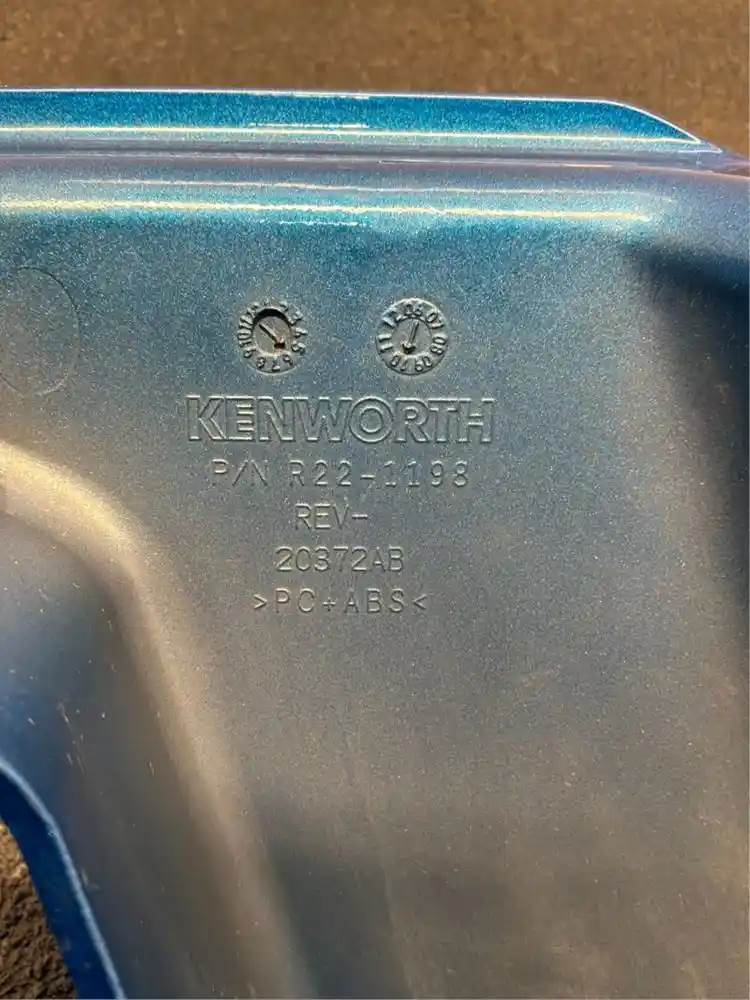 KENWORTH
P/N R22-1198
REV-
20372AB
>PC+ABS<